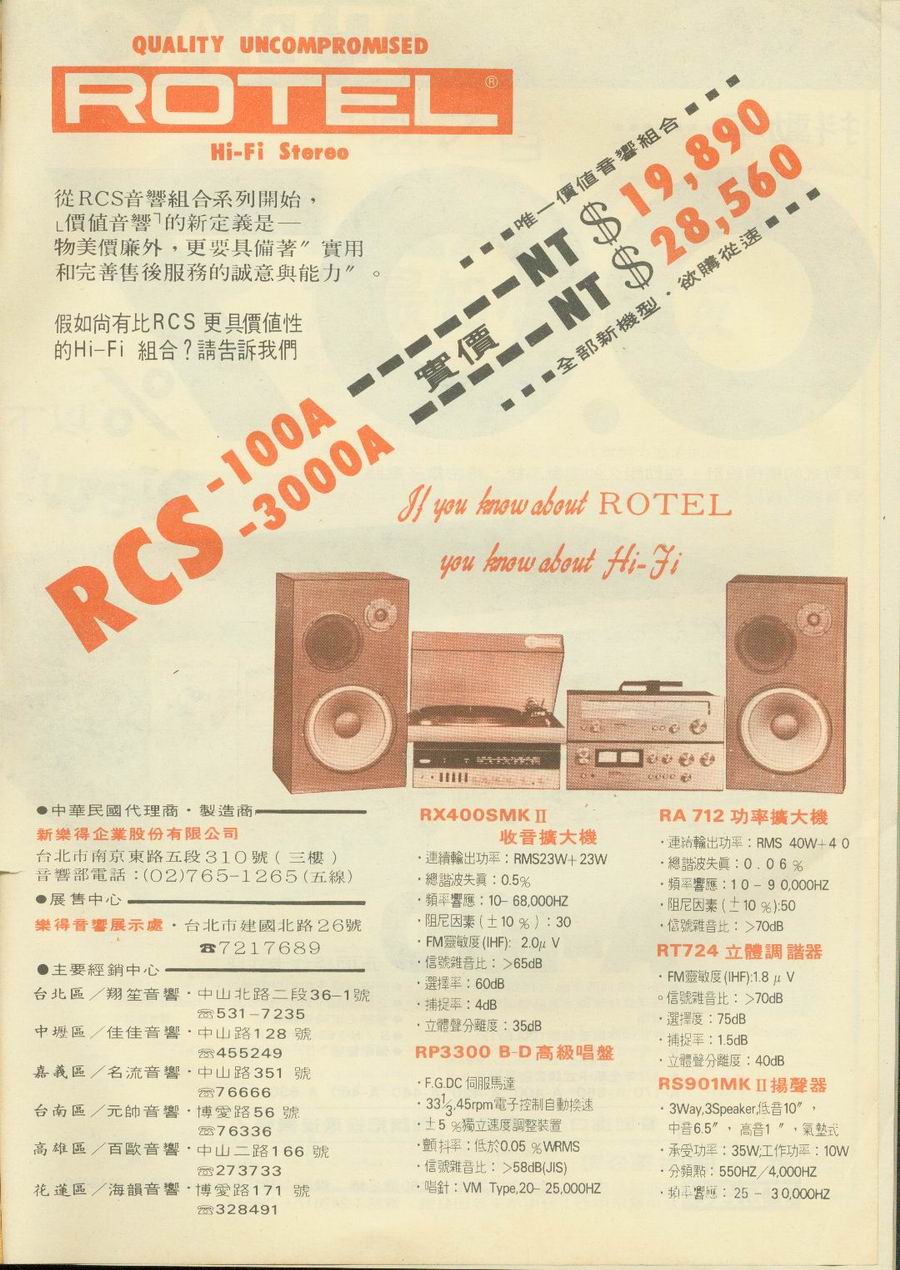 QUALITY UNCOMPROMISED
ROTEL®
Hi-Fi Stereo
從RCS音響組合系列開始，
「價值音響」的新定義是—
物美價廉外，更要具備著〃實用
和完善售後服務的誠意與能力〃。
假如尚有比RCS 更具價值性
的Hi-Fi 組合？請告訴我們
唯一價值音響組合
NT $ 19,890
實價
NT $ 28,560
全部新機型・欲購從速
RCS -100A
-3000A
If you know about ROTEL
you know about Hi-Fi
●中華民國代理商・製造商
新樂得企業股份有限公司
台北市南京東路五段310號（三樓）
音響部電話：(02)765-1265(五線)
●展售中心
樂得音響展示處・台北市建國北路26號
☎7217689
●主要經銷中心
台北區／翔笙音響・中山北路二段36-1號
☏531-7235
中壢區／佳佳音響・中山路128 號
☏455249
嘉義區／名流音響・中山路351 號
☏76666
台南區／元帥音響・博愛路56 號
☏76336
高雄區／百歐音響・中山二路166 號
☏273733
花蓮區／海韻音響・博愛路171 號
☏328491
RX400SMKⅡ
收音擴大機
・連續輸出功率：RMS23W+23W
・總諧波失眞：0.5%
・頻率響應：10-68,000HZ
・阻尼因素（±10%）：30
・FM靈敏度(IHF): 2.0μ V
・信號雜音比：>65dB
・選擇率：60dB
・捕捉率：4dB
・立體聲分離度：35dB
RP3300 B-D高級唱盤
・F.G.DC 伺服馬達
・33⅓,45rpm電子控制自動換速
・±5 %獨立速度調整裝置
・顫抖率：低於0.05 %WRMS
・信號雜音比：>58dB(JIS)
・唱針：VM Type,20-25,000HZ
RA 712 功率擴大機
・連續輸出功率：RMS 40W+40
・總諧波失眞：0.06 %
・頻率響應：10-90,000HZ
・阻尼因素（±10 %):50
・信號雜音比：>70dB
RT724 立體調諧器
・FM靈敏度(IHF):1.8 μ V
・信號雜音比：>70dB
・選擇度：75dB
・捕捉率：1.5dB
・立體聲分離度：40dB
RS901MKⅡ揚聲器
・3Way,3Speaker,低音10〃，
中音6.5〃，高音1〃，氣墊式
・承受功率：35W;工作功率：10W
・分頻點：550HZ／4,000HZ
・頻率響應：25-30,000HZ